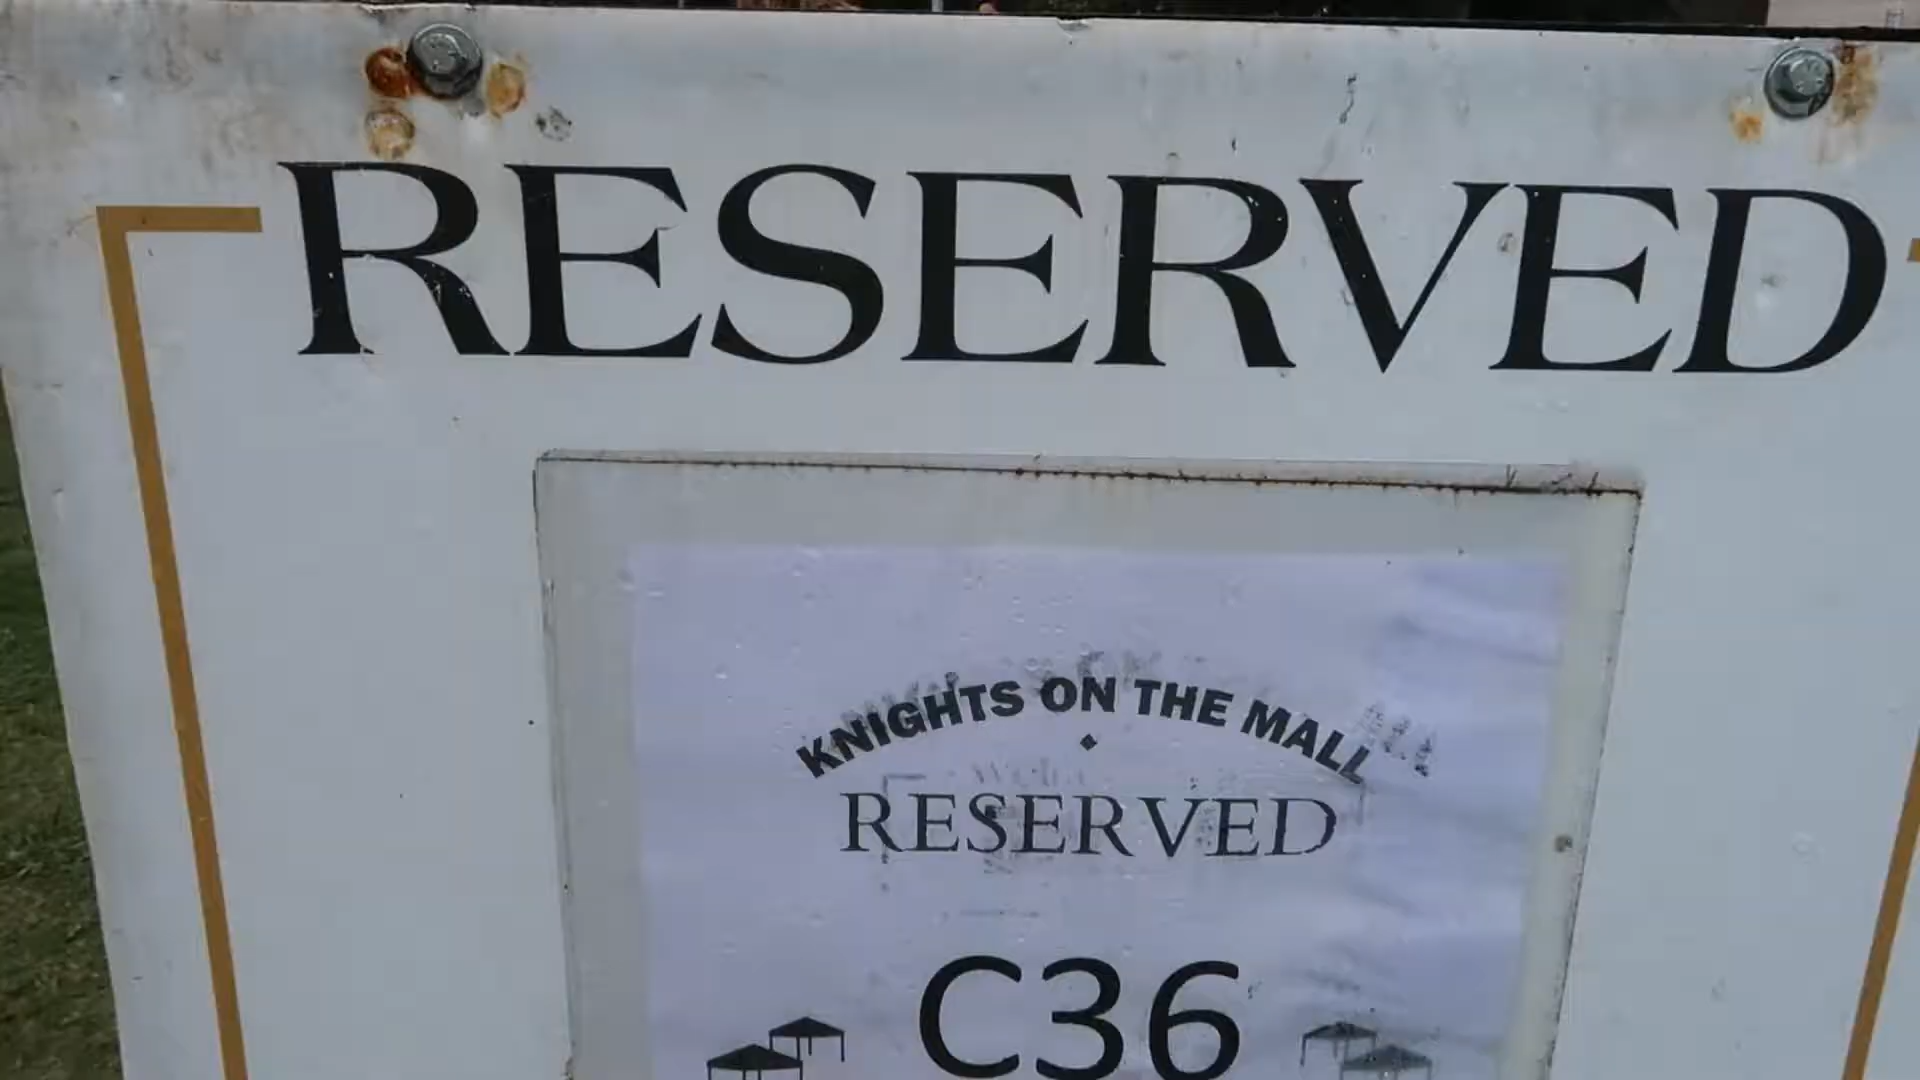 RESERVED
KNIGHTS ON THE MALL
RESERVED
C36